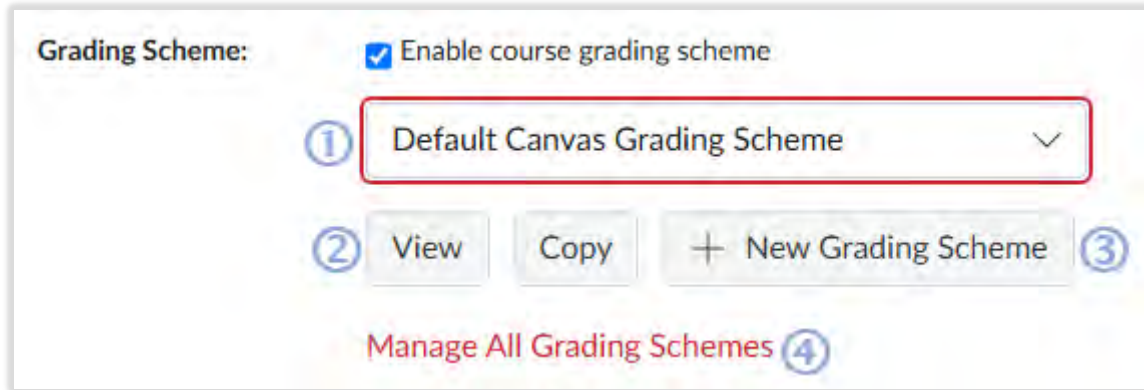 Grading Scheme: Enable course grading scheme
① Default Canvas Grading Scheme
② View Copy + New Grading Scheme ③
Manage All Grading Schemes ④